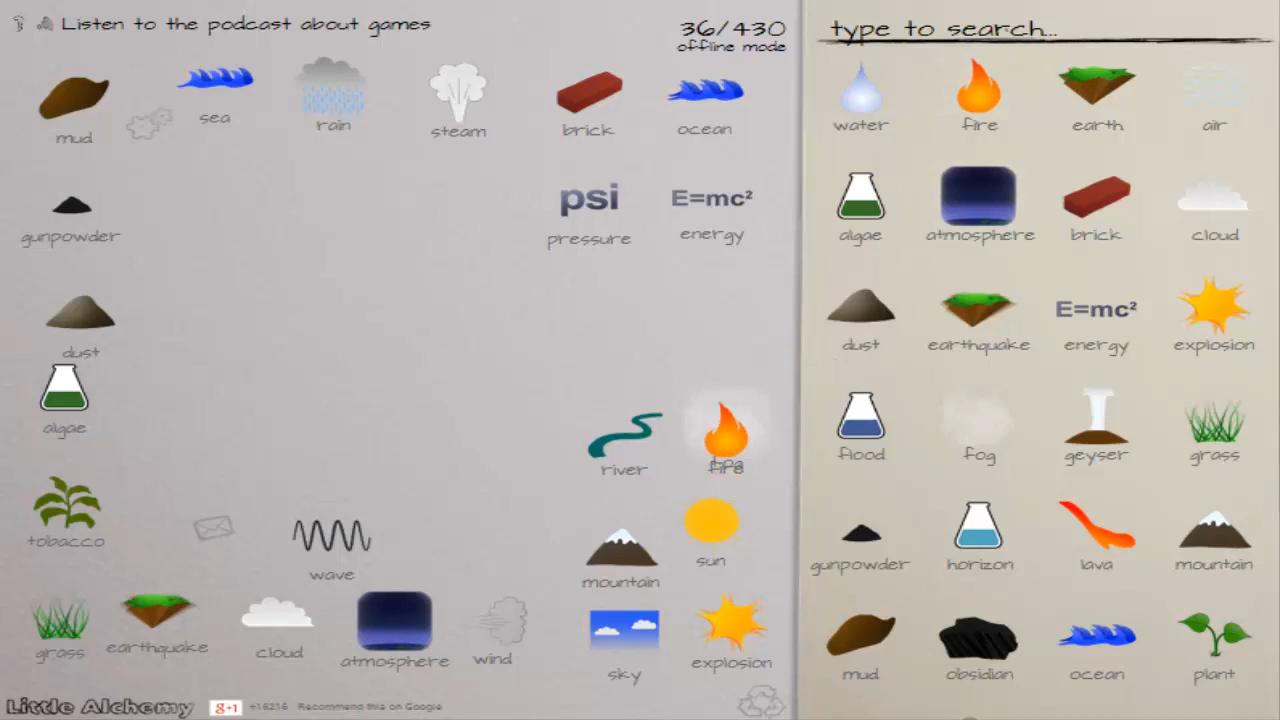 Listen to the podcast about games
36/430
offline mode
type to search...
mud
sea
rain
steam
brick
ocean
water
fire
earth
air
psi
E=mc²
gunpowder
pressure
energy
algae
atmosphere
brick
cloud
dust
E=mc²
dust
earthquake
energy
explosion
algae
river
fire
flood
fog
geyser
grass
tobacco
wave
mountain
sun
gunpowder
horizon
lava
mountain
grass
earthquake
cloud
atmosphere
wind
sky
explosion
mud
obsidian
ocean
plant
Little Alchemy
g+1
+16216 Recommend this on Google